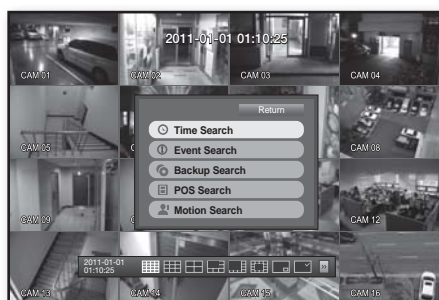 2011-01-01 01:10:25
CAM 01
CAM 02
CAM 03
CAM 04
Return
Time Search
Event Search
Backup Search
POS Search
Motion Search
CAM 05
CAM 08
CAM 09
CAM 12
2011-01-01
01:10:25
CAM 13
CAM 14
CAM 15
CAM 16